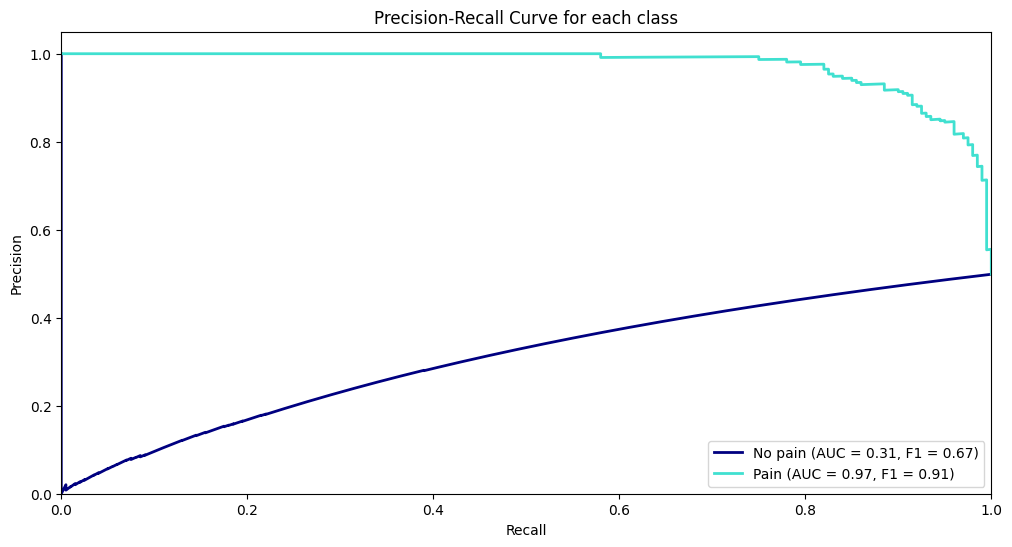 Precision-Recall Curve for each class
Precision
1.0
0.8
0.6
0.4
0.2
0.0
No pain (AUC = 0.31, F1 = 0.67)
Pain (AUC = 0.97, F1 = 0.91)
0.0 0.2 0.4 0.6 0.8 1.0
Recall